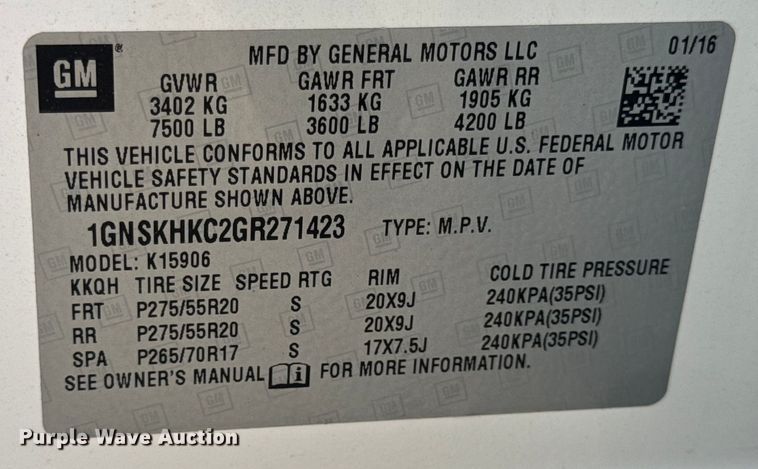 GM ® MFD BY GENERAL MOTORS LLC 01/16
GVWR GAWR FRT GAWR RR
3402 KG 1633 KG 1905 KG
7500 LB 3600 LB 4200 LB
THIS VEHICLE CONFORMS TO ALL APPLICABLE U.S. FEDERAL MOTOR
VEHICLE SAFETY STANDARDS IN EFFECT ON THE DATE OF
MANUFACTURE SHOWN ABOVE.
1GNSKHKC2GR271423 TYPE: M.P.V.
MODEL: K15906
KKQH TIRE SIZE SPEED RTG RIM COLD TIRE PRESSURE
FRT P275/55R20 S 20X9J 240KPA(35PSI)
RR P275/55R20 S 20X9J 240KPA(35PSI)
SPA P265/70R17 S 17X7.5J 240KPA(35PSI)
SEE OWNER'S MANUAL i FOR MORE INFORMATION.
Purple Wave Auction